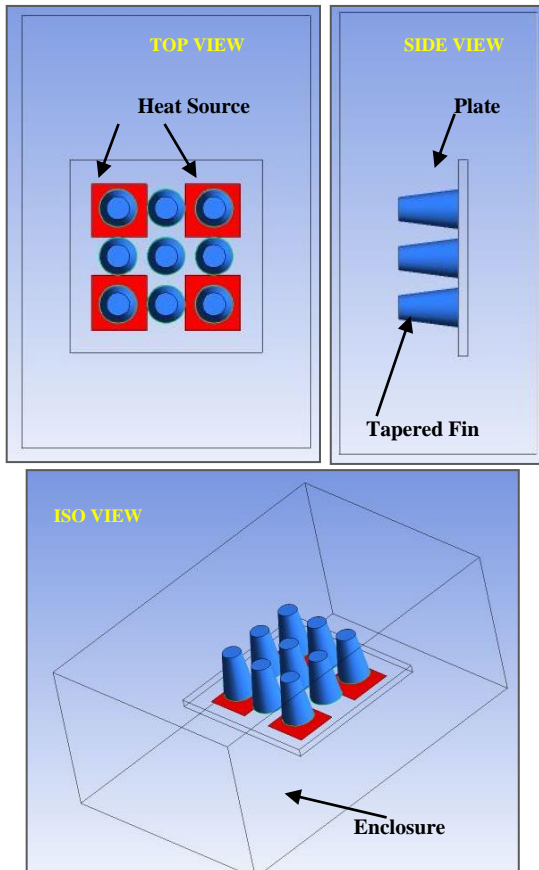 TOP VIEW
Heat Source
SIDE VIEW
Plate
Tapered Fin
ISO VIEW
Enclosure